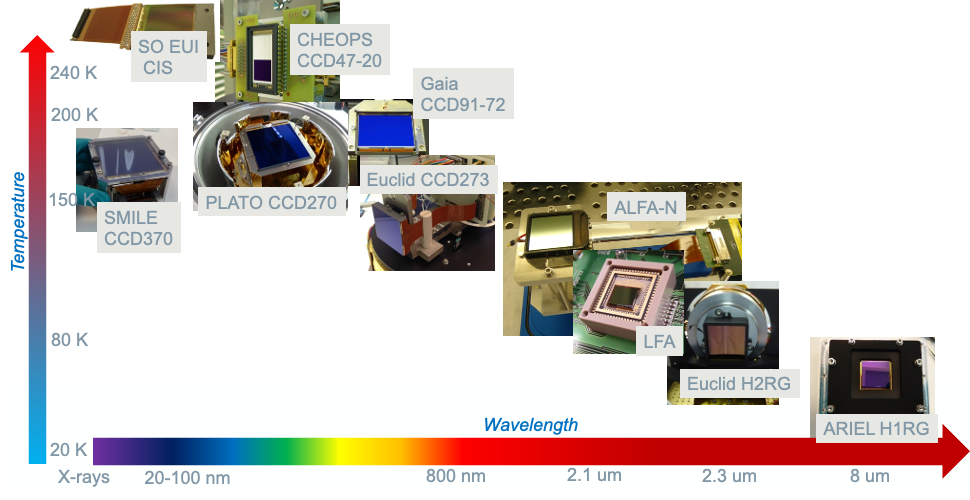 SO EUI
CIS
CHEOPS
CCD47-20
Gaia
CCD91-72
240 K
200 K
150 K
80 K
20 K
Temperature
SMILE
CCD370
PLATO CCD270
Euclid CCD273
ALFA-N
LFA
Euclid H2RG
ARIEL H1RG
Wavelength
X-rays
20-100 nm
800 nm
2.1 um
2.3 um
8 um